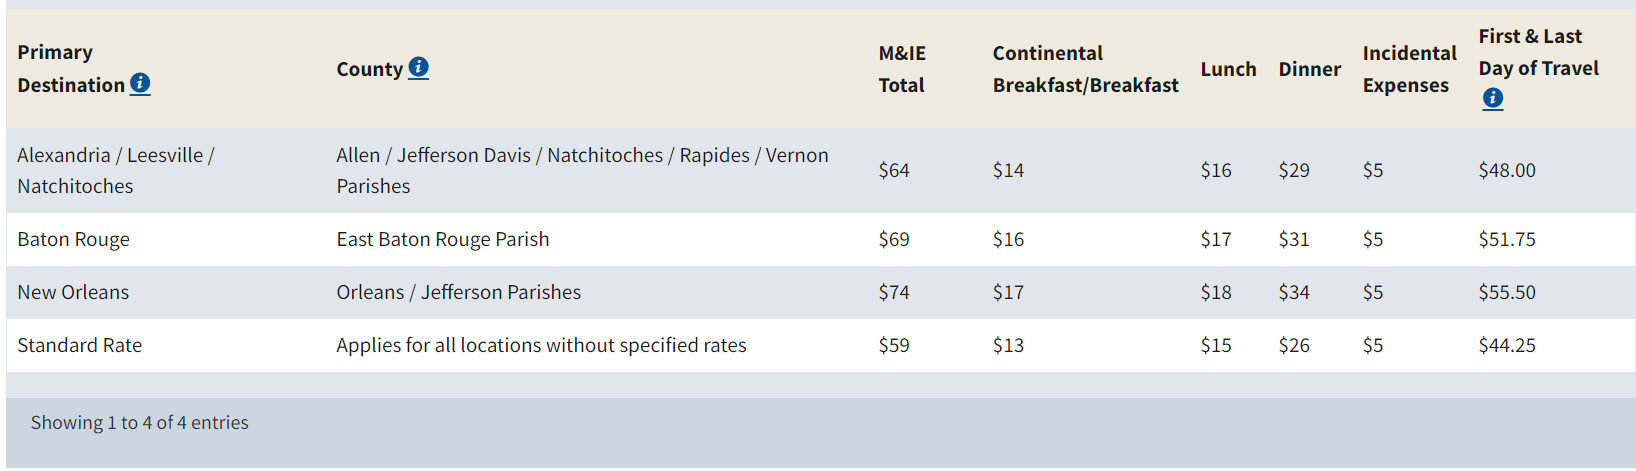 Primary Destination
County
M&IE Total
Continental Breakfast/Breakfast
Lunch
Dinner
Incidental Expenses
First & Last Day of Travel
Alexandria / Leesville / Natchitoches
Allen / Jefferson Davis / Natchitoches / Rapides / Vernon Parishes
$64
$14
$16
$29
$5
$48.00
Baton Rouge
East Baton Rouge Parish
$69
$16
$17
$31
$5
$51.75
New Orleans
Orleans / Jefferson Parishes
$74
$17
$18
$34
$5
$55.50
Standard Rate
Applies for all locations without specified rates
$59
$13
$15
$26
$5
$44.25
Showing 1 to 4 of 4 entries